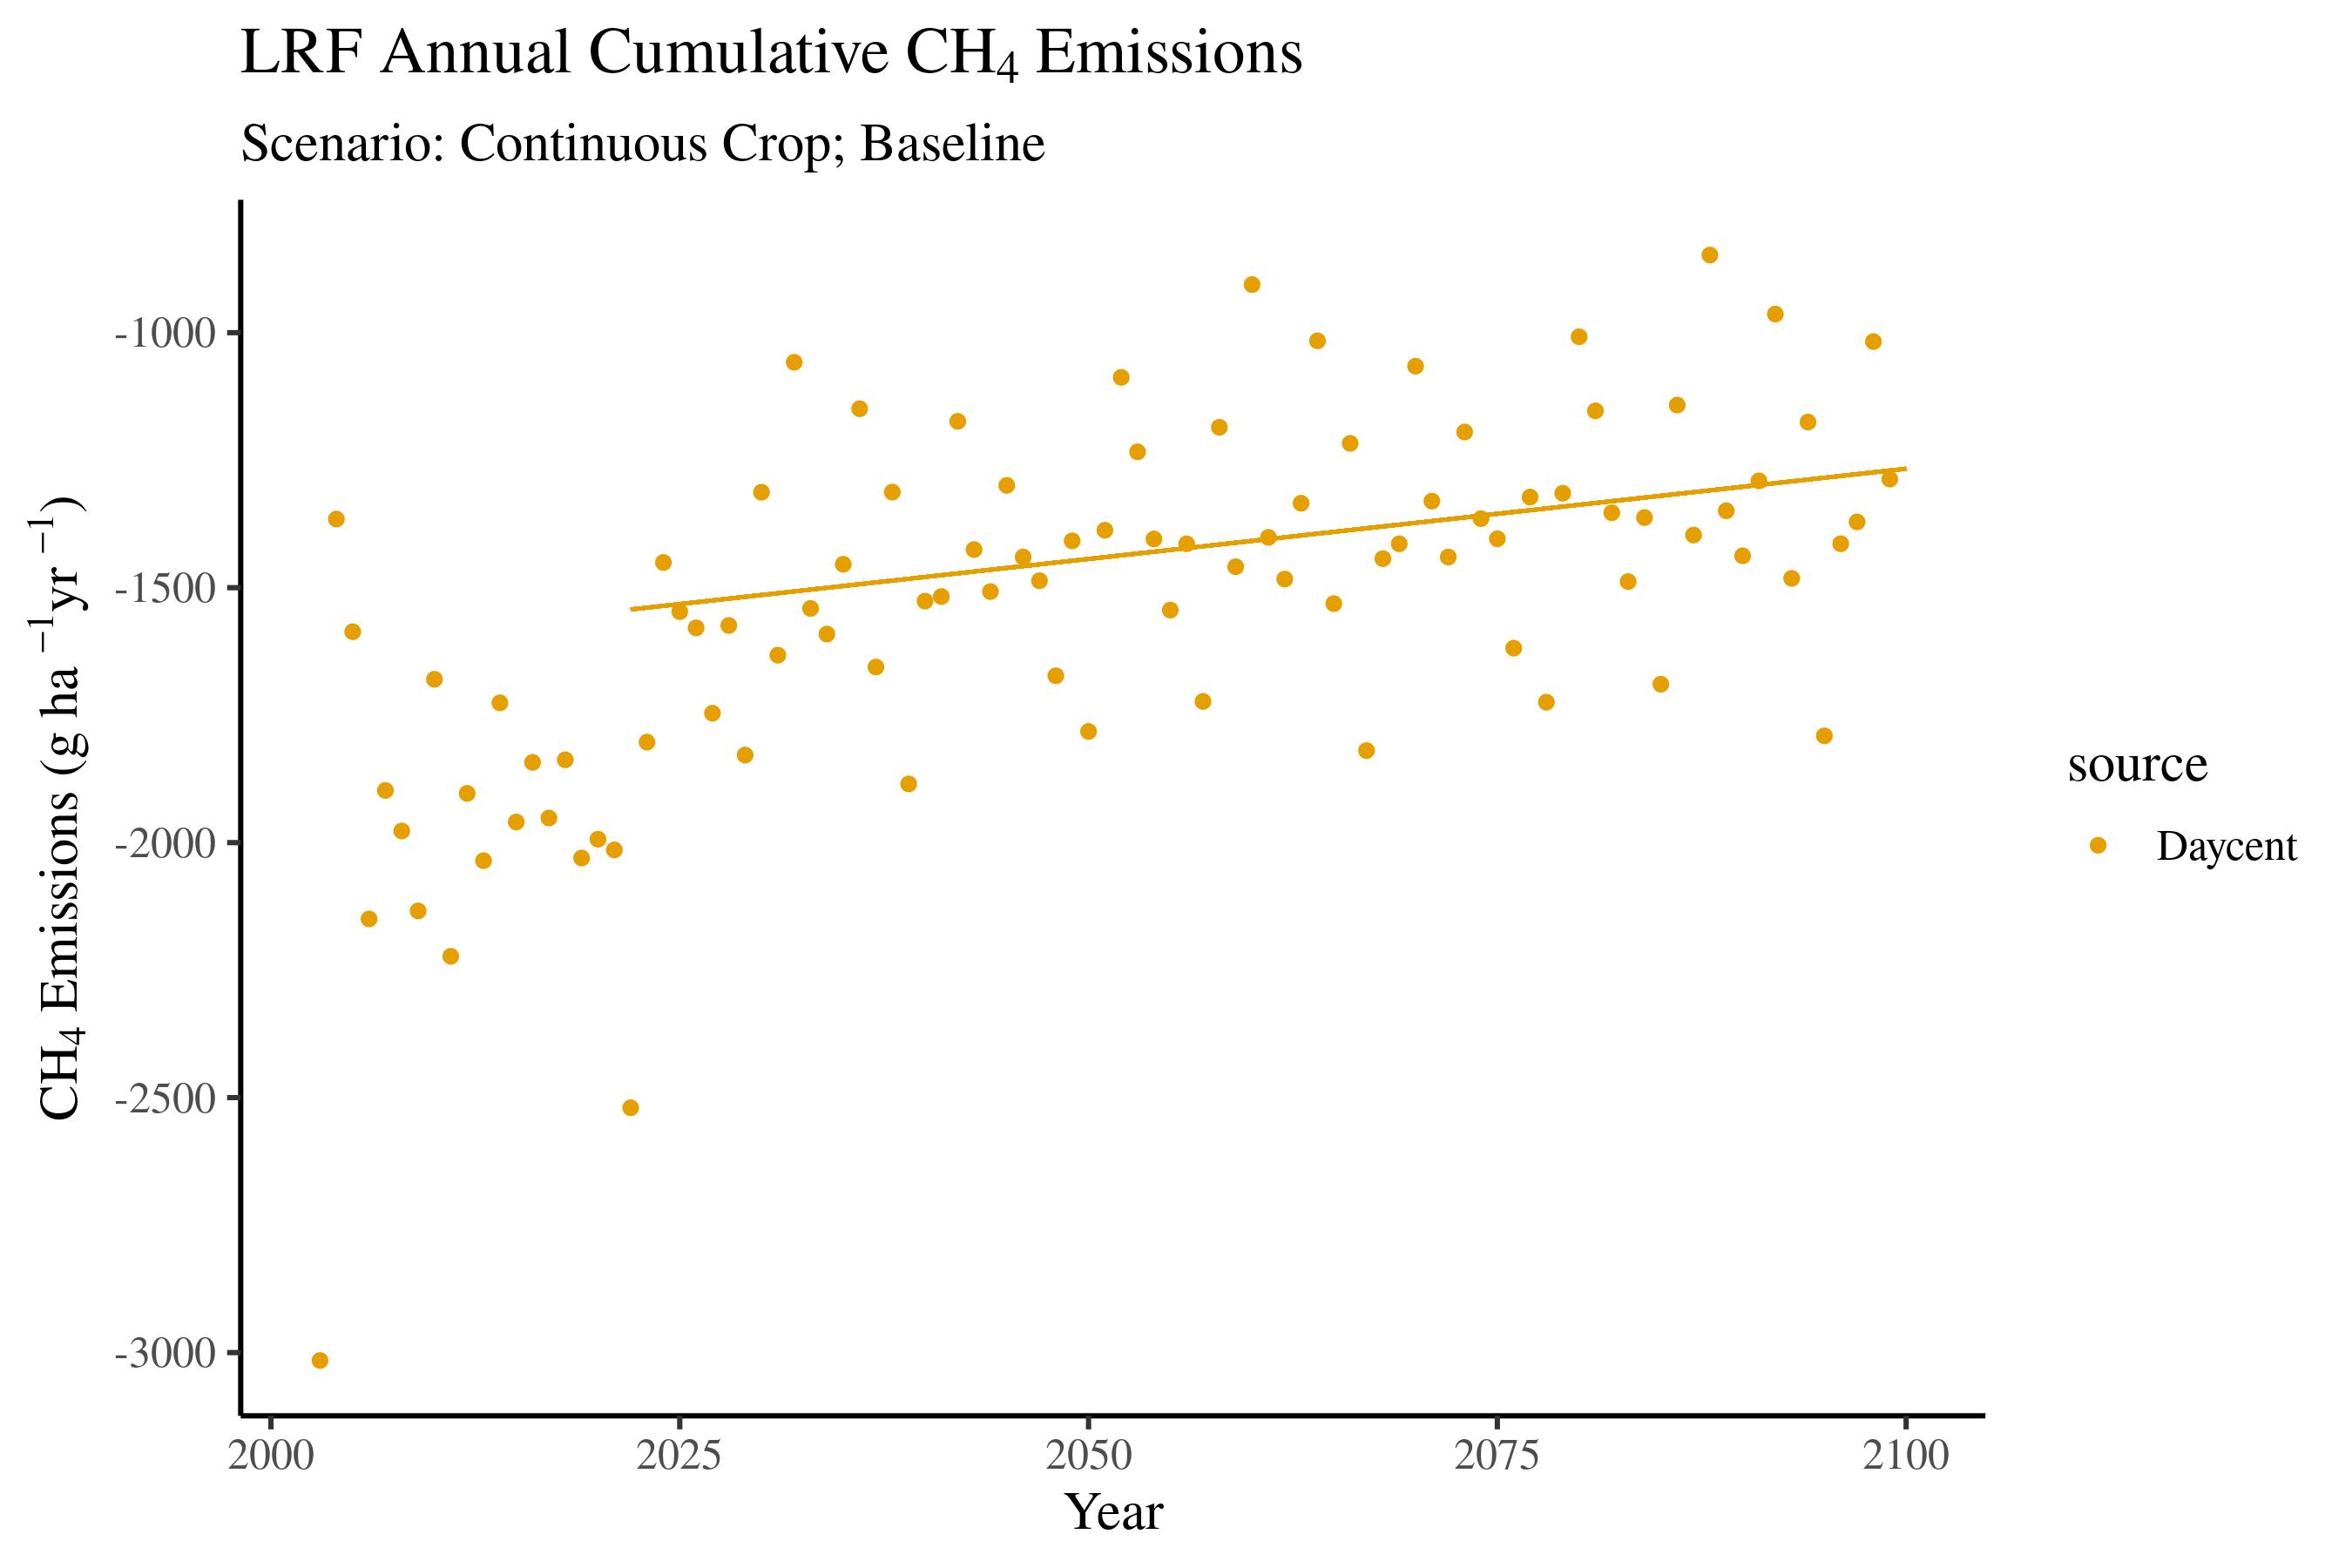 LRF Annual Cumulative CH₄ Emissions
Scenario: Continuous Crop; Baseline
CH₄ Emissions (g ha ⁻¹yr ⁻¹)
-1000
-1500
-2000
-2500
-3000
2000 2025 2050 2075 2100
Year
source
Daycent